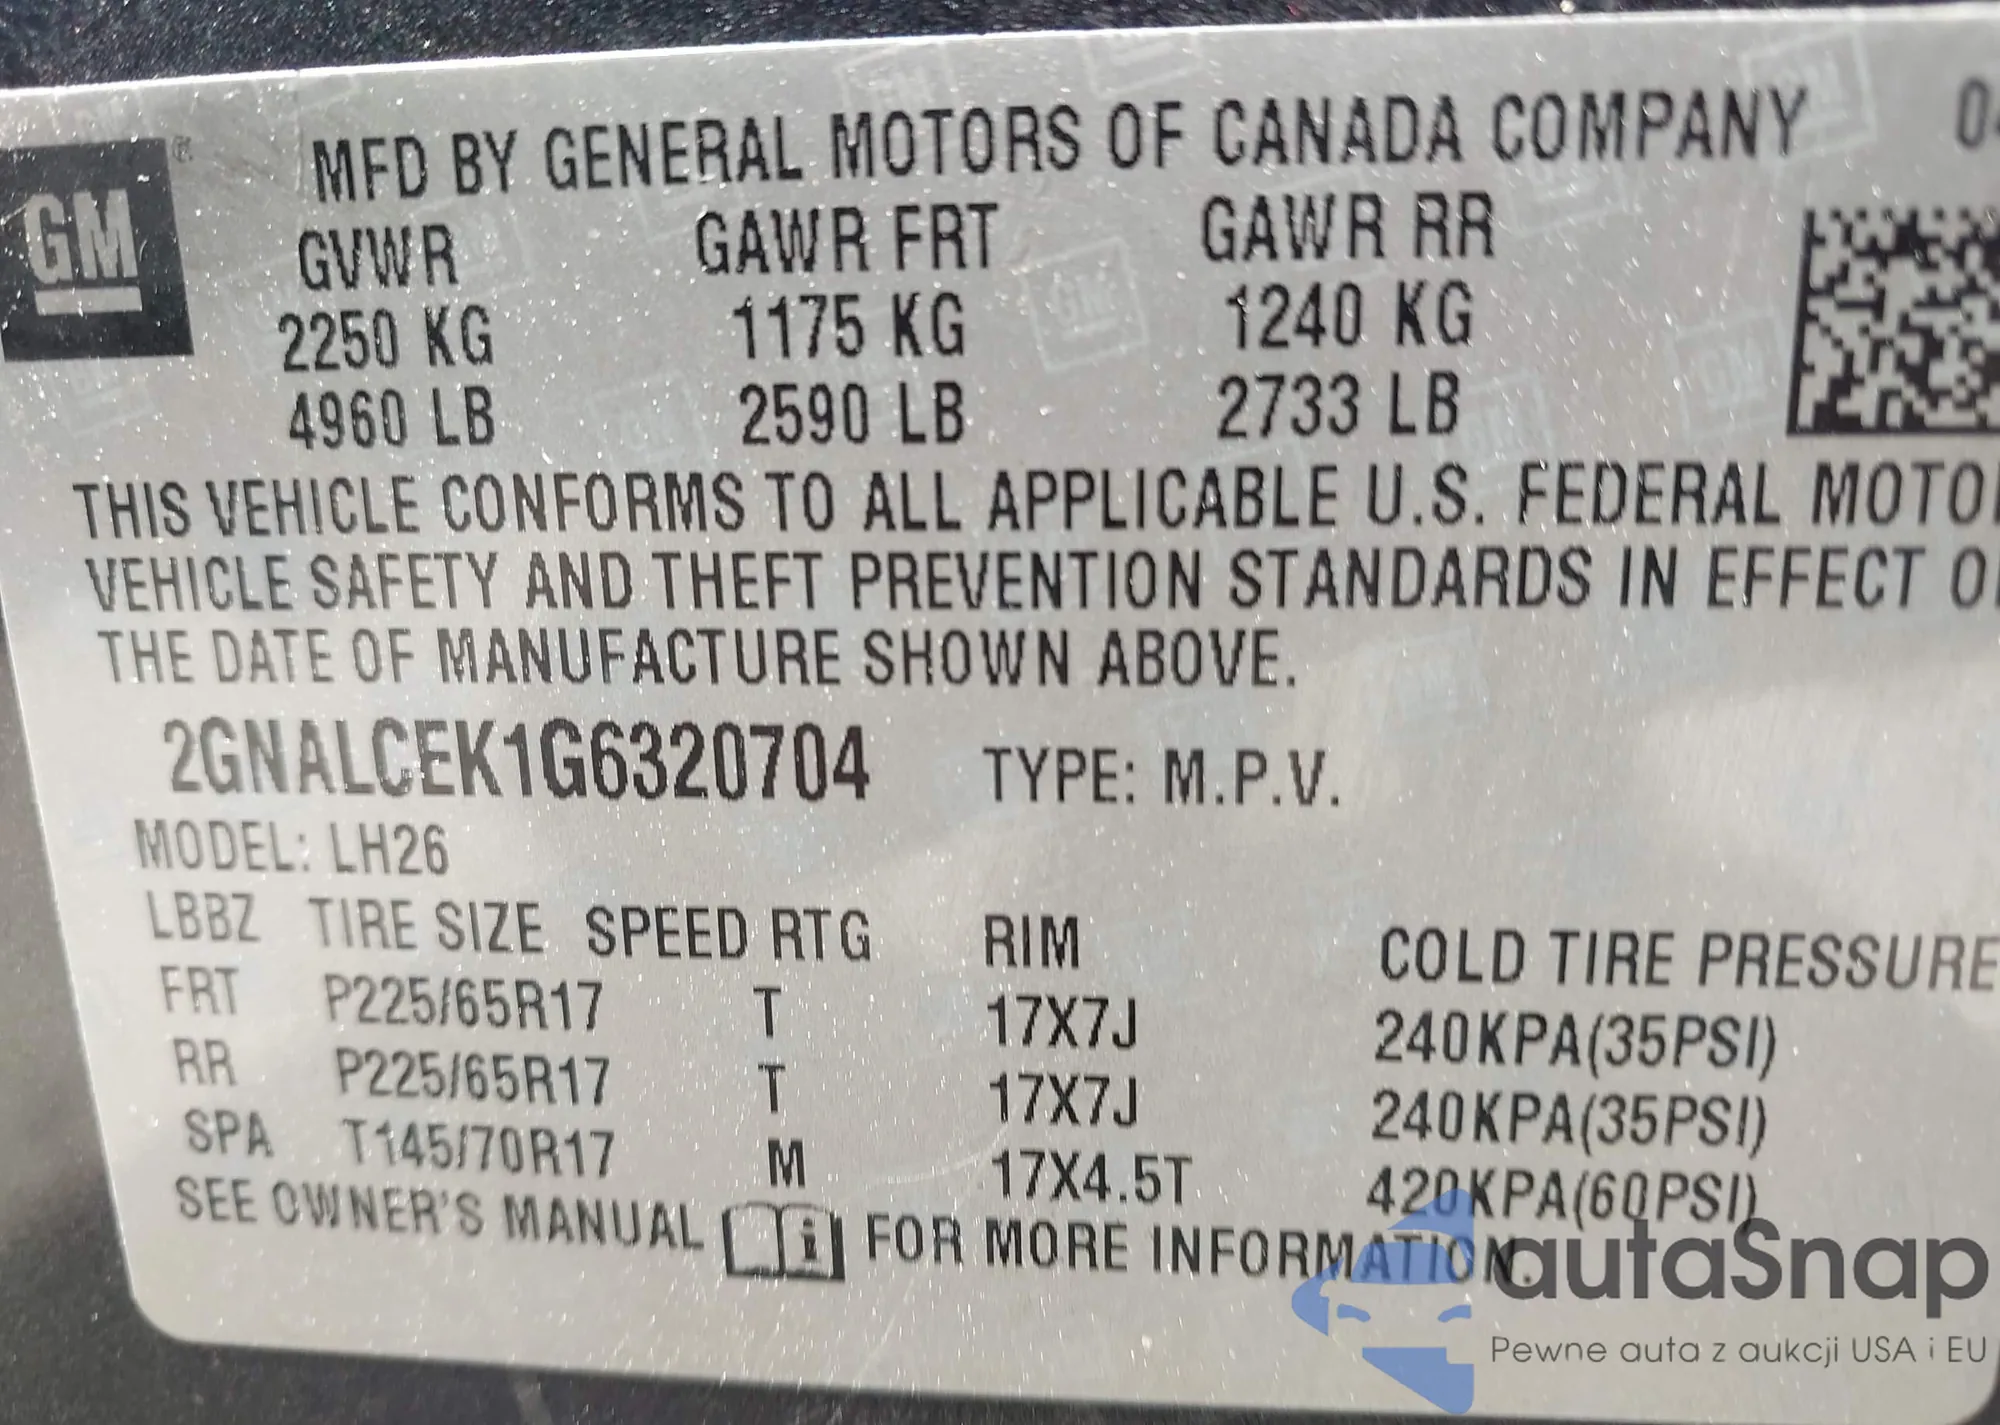 GM
MFD BY GENERAL MOTORS OF CANADA COMPANY
GVWR GAWR FRT GAWR RR
2250 KG 1175 KG 1240 KG
4960 LB 2590 LB 2733 LB
THIS VEHICLE CONFORMS TO ALL APPLICABLE U.S. FEDERAL
VEHICLE SAFETY AND THEFT PREVENTION STANDARDS IN EFFECT
THE DATE OF MANUFACTURE SHOWN ABOVE.
2GNALCEK1G6320704 TYPE: M.P.V.
MODEL: LH26
LBBZ TIRE SIZE SPEED RTG RIM COLD TIRE PRESSURE
FRT P225/65R17 T 17X7J 240KPA(35PSI)
RR P225/65R17 T 17X7J 240KPA(35PSI)
SPA T145/70R17 M 17X4.5T 420KPA(60PSI)
SEE OWNER'S MANUAL FOR MORE INFORMATION.
autaSnap
Pewne auta z aukcji USA i EU